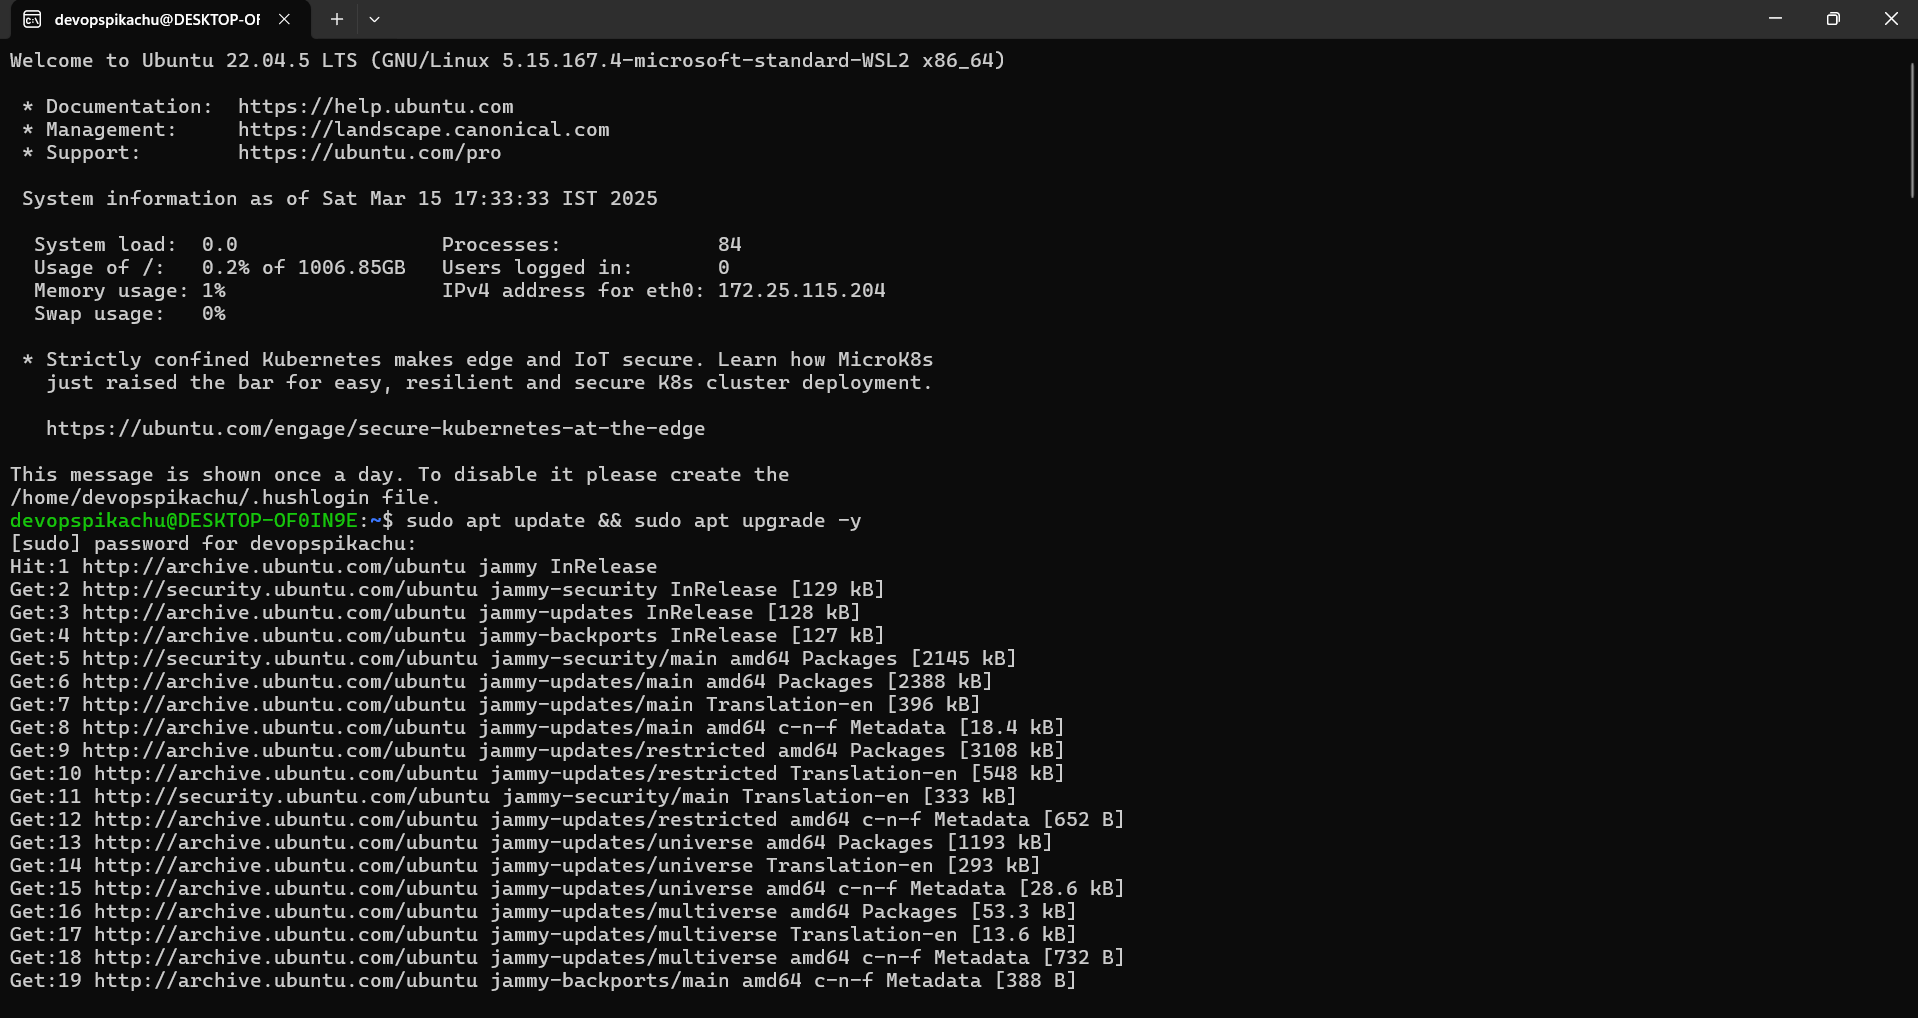 devopspikachu@DESKTOP-OF
Welcome to Ubuntu 22.04.5 LTS (GNU/Linux 5.15.167.4-microsoft-standard-WSL2 x86_64)
* Documentation:  https://help.ubuntu.com
* Management:     https://landscape.canonical.com
* Support:        https://ubuntu.com/pro
System information as of Sat Mar 15 17:33:33 IST 2025
System load:  0.0                 Processes:             84
Usage of /:   0.2% of 1006.85GB   Users logged in:       0
Memory usage: 1%                  IPv4 address for eth0: 172.25.115.204
Swap usage:   0%
* Strictly confined Kubernetes makes edge and IoT secure. Learn how MicroK8s
just raised the bar for easy, resilient and secure K8s cluster deployment.
https://ubuntu.com/engage/secure-kubernetes-at-the-edge
This message is shown once a day. To disable it please create the
/home/devopspikachu/.hushlogin file.
devopspikachu@DESKTOP-OF0IN9E:~$ sudo apt update && sudo apt upgrade -y
[sudo] password for devopspikachu:
Hit:1 http://archive.ubuntu.com/ubuntu jammy InRelease
Get:2 http://security.ubuntu.com/ubuntu jammy-security InRelease [129 kB]
Get:3 http://archive.ubuntu.com/ubuntu jammy-updates InRelease [128 kB]
Get:4 http://archive.ubuntu.com/ubuntu jammy-backports InRelease [127 kB]
Get:5 http://security.ubuntu.com/ubuntu jammy-security/main amd64 Packages [2145 kB]
Get:6 http://archive.ubuntu.com/ubuntu jammy-updates/main amd64 Packages [2388 kB]
Get:7 http://archive.ubuntu.com/ubuntu jammy-updates/main Translation-en [396 kB]
Get:8 http://archive.ubuntu.com/ubuntu jammy-updates/main amd64 c-n-f Metadata [18.4 kB]
Get:9 http://archive.ubuntu.com/ubuntu jammy-updates/restricted amd64 Packages [3108 kB]
Get:10 http://archive.ubuntu.com/ubuntu jammy-updates/restricted Translation-en [548 kB]
Get:11 http://security.ubuntu.com/ubuntu jammy-security/main Translation-en [333 kB]
Get:12 http://archive.ubuntu.com/ubuntu jammy-updates/restricted amd64 c-n-f Metadata [652 B]
Get:13 http://archive.ubuntu.com/ubuntu jammy-updates/universe amd64 Packages [1193 kB]
Get:14 http://archive.ubuntu.com/ubuntu jammy-updates/universe Translation-en [293 kB]
Get:15 http://archive.ubuntu.com/ubuntu jammy-updates/universe amd64 c-n-f Metadata [28.6 kB]
Get:16 http://archive.ubuntu.com/ubuntu jammy-updates/multiverse amd64 Packages [53.3 kB]
Get:17 http://archive.ubuntu.com/ubuntu jammy-updates/multiverse Translation-en [13.6 kB]
Get:18 http://archive.ubuntu.com/ubuntu jammy-updates/multiverse amd64 c-n-f Metadata [732 B]
Get:19 http://archive.ubuntu.com/ubuntu jammy-backports/main amd64 c-n-f Metadata [388 B]